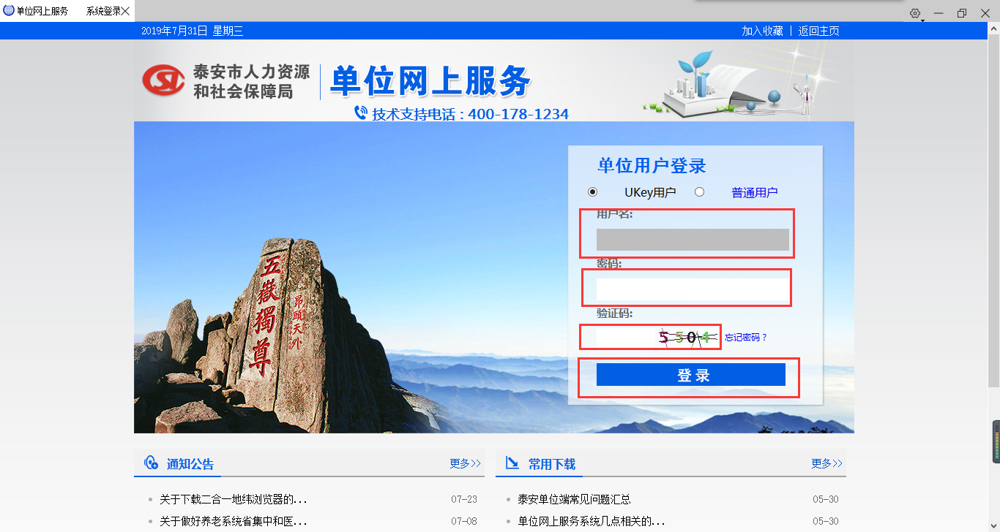 单位网上服务 系统登录
2019年7月31日 星期三
加入收藏 | 返回主页
泰安市人力资源
和社会保障局
单位网上服务
技术支持电话：400-178-1234
单位用户登录
UKey用户 普通用户
用户名:
密码:
验证码:
5504 忘记密码？
登 录
五嶽獨尊
昂頭天外
通知公告 更多>>
关于下载二合一地纬浏览器的... 07-23
关于做好养老系统省集中和医... 07-08
常用下载 更多>>
泰安单位端常见问题汇总 05-30
单位网上服务系统几点相关的... 05-30